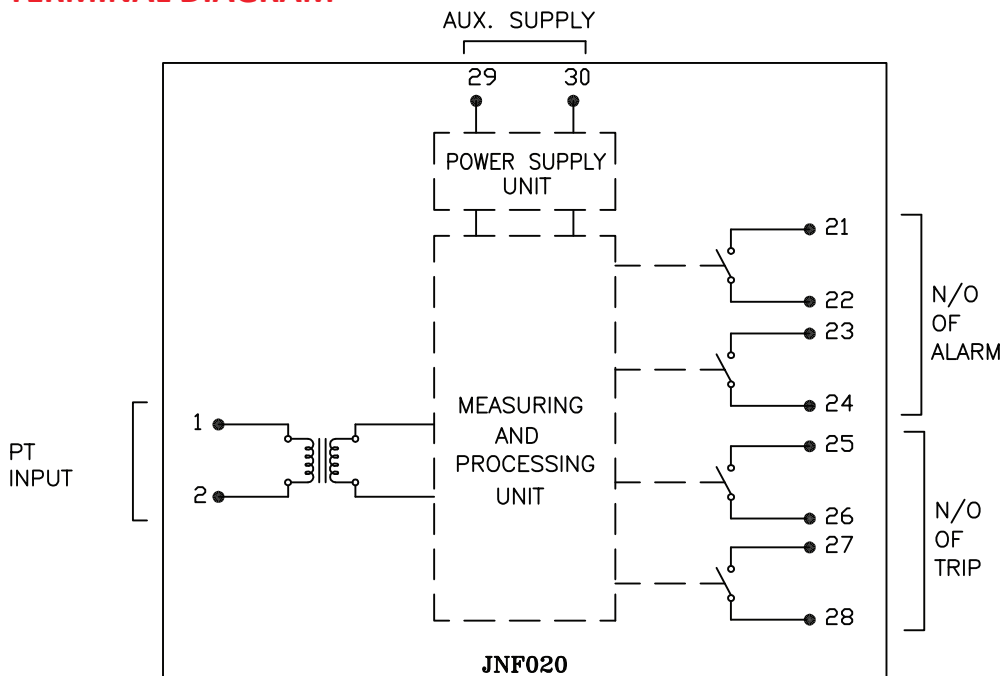 TERMINAL DIAGRAM
AUX. SUPPLY
29 30
POWER SUPPLY
UNIT
21
22
N/O
OF
ALARM
23
24
1
2
PT
INPUT
MEASURING
AND
PROCESSING
UNIT
25
26
N/O
OF
TRIP
27
28
JNF020